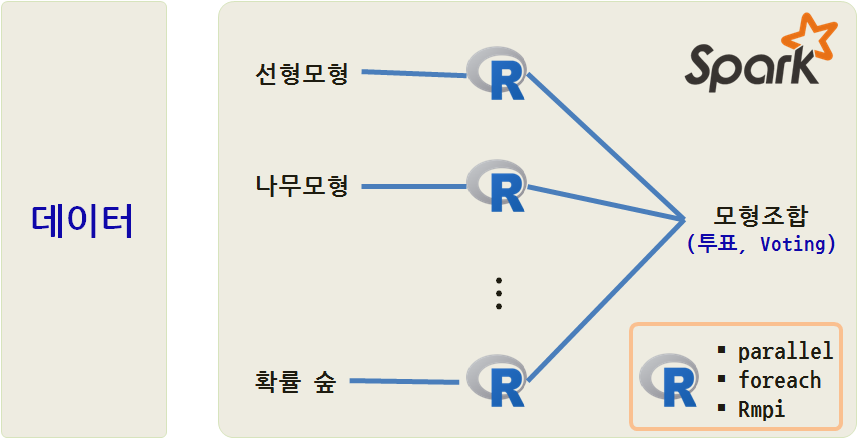 데이터
선형모형
나무모형
⋮
확률 숲
R
R
R
Spark
모형조합
(투표, Voting)
R
▪ parallel
▪ foreach
▪ Rmpi